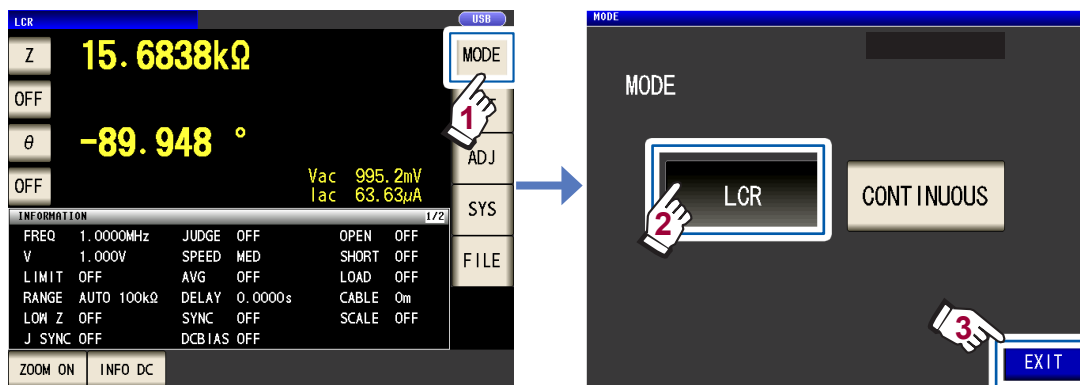 LCR
USB
Z 15.6838kΩ
MODE
OFF
1
θ -89.948 °
ADJ
OFF
Vac 995.2mV
Iac 63.63μA
SYS
INFORMATION 1/2
FREQ 1.0000MHz JUDGE OFF OPEN OFF
V 1.000V SPEED MED SHORT OFF
FILE
LIMIT OFF AVG OFF LOAD OFF
RANGE AUTO 100kΩ DELAY 0.0000s CABLE 0m
LOW Z OFF SYNC OFF SCALE OFF
J SYNC OFF DCBIAS OFF
ZOOM ON INFO DC
MODE
MODE
LCR
CONTINUOUS
2
3
EXIT